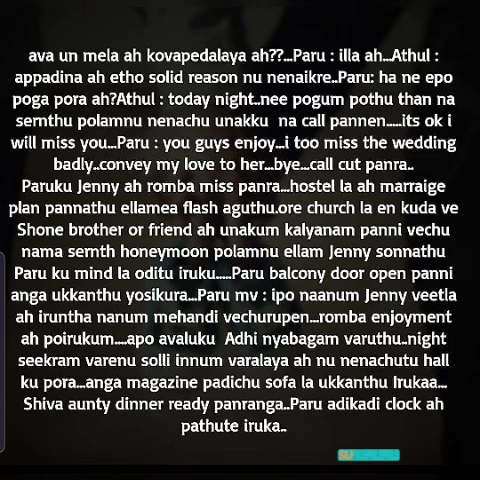 ava un mela ah kovapedalaya ah??...Paru : illa ah...Athul :
appadina ah etho solid reason nu nenaikre..Paru: ha ne epo
poga pora ah?Athul : today night..nee pogum pothu than na
sernthu polamnu nenachu unakku na call pannen.....its ok i
will miss you...Paru : you guys enjoy...i too miss the wedding
badly..convey my love to her...bye...call cut panra..
Paruku Jenny ah romba miss panra...hostel la ah marraige
plan pannathu ellamea flash aguthu.ore church la en kuda ve
Shone brother or friend ah unakum kalyanam panni vechu
nama sernth honeymoon polamnu ellam Jenny sonnathu
Paru ku mind la oditu iruku.....Paru balcony door open panni
anga ukkanthu yosikura...Paru mv : ipo naanum Jenny veetla
ah iruntha nanum mehandi vechurupen...romba enjoyment
ah poirukum....apo avaluku Adhi nyabagam varuthu..night
seekram varenu solli innum varalaya ah nu nenachutu hall
ku pora...anga magazine padichu sofa la ukkanthu Irukaa...
Shiva aunty dinner ready panranga..Paru adikadi clock ah
pathute iruka..